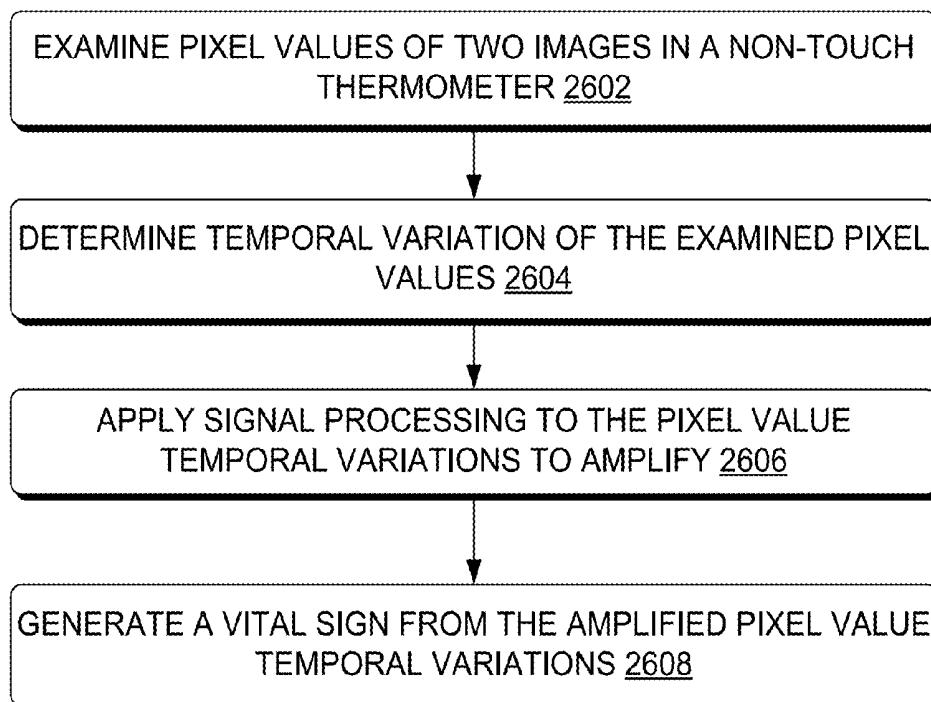 EXAMINE PIXEL VALUES OF TWO IMAGES IN A NON-TOUCH
THERMOMETER 2602
DETERMINE TEMPORAL VARIATION OF THE EXAMINED PIXEL
VALUES 2604
APPLY SIGNAL PROCESSING TO THE PIXEL VALUE
TEMPORAL VARIATIONS TO AMPLIFY 2606
GENERATE A VITAL SIGN FROM THE AMPLIFIED PIXEL VALUE
TEMPORAL VARIATIONS 2608